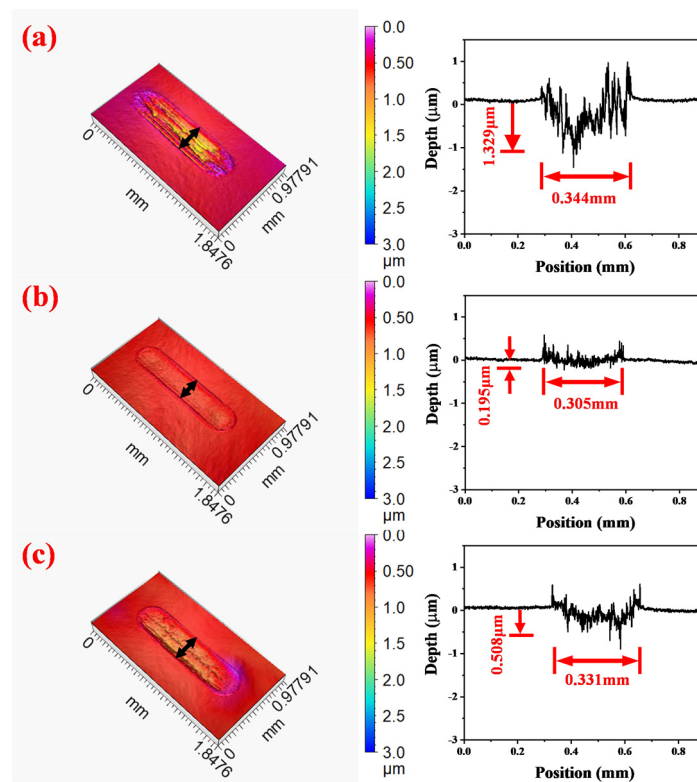 (a)
0
mm
1.8476
0
mm
0.97791
0.0
0.50
1.0
1.5
2.0
2.5
3.0
µm
Depth (µm)
1
0
-1
-2
-3
1.329µm
0.344mm
0.0
0.2
0.4
0.6
0.8
Position (mm)
(b)
0
mm
1.8476
0
mm
0.97791
0.0
0.50
1.0
1.5
2.0
2.5
3.0
µm
Depth (µm)
1
0
-1
-2
-3
0.195µm
0.305mm
0.0
0.2
0.4
0.6
0.8
Position (mm)
(c)
0
mm
1.8476
0
mm
0.97791
0.0
0.50
1.0
1.5
2.0
2.5
3.0
µm
Depth (µm)
1
0
-1
-2
-3
0.508µm
0.331mm
0.0
0.2
0.4
0.6
0.8
Position (mm)